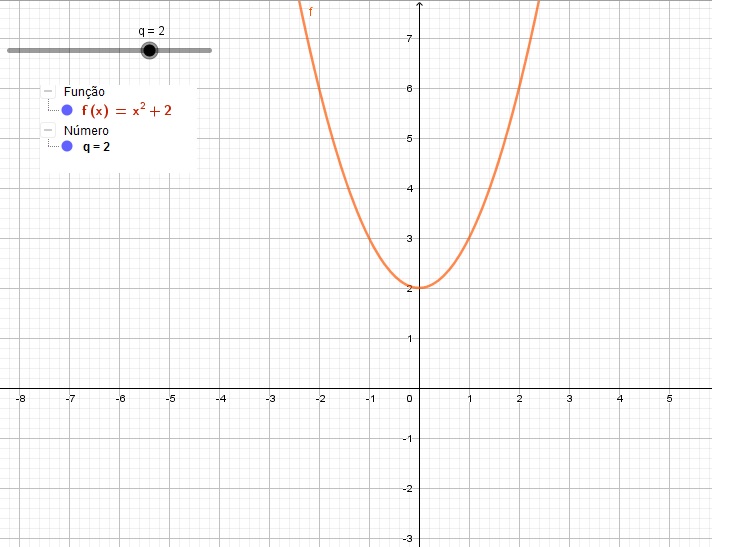 f
q = 2
Função
f (x) = x² + 2
Número
q = 2
7
6
5
4
3
2
1
-8 -7 -6 -5 -4 -3 -2 -1 0 1 2 3 4 5
-1
-2
-3